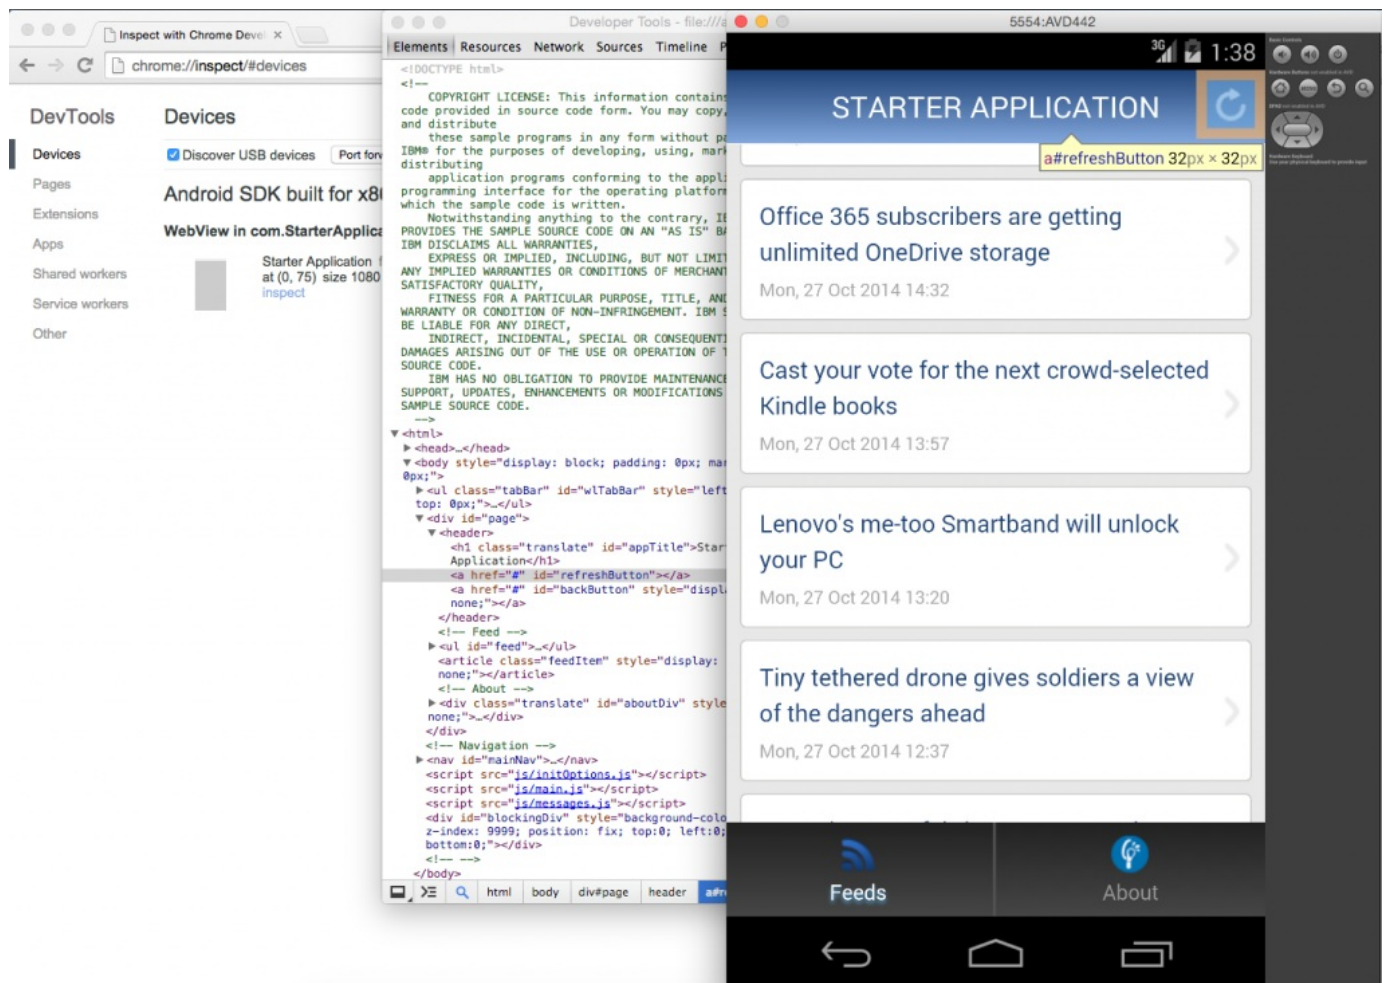 Inspect with Chrome Devel
chrome://inspect/#devices
DevTools
Devices
Pages
Extensions
Apps
Shared workers
Service workers
Other
Devices
Discover USB devices
Port forw
Android SDK built for x8
WebView in com.StarterApplica
Starter Application
at (0, 75) size 1080
inspect
Developer Tools - file:///a
Elements Resources Network Sources Timeline P
<!DOCTYPE html>
<!--
COPYRIGHT LICENSE: This information contains
code provided in source code form. You may copy,
and distribute
these sample programs in any form without pa
IBM® for the purposes of developing, using, mark
distributing
application programs conforming to the appli
programming interface for the operating platfor
which the sample code is written.
Notwithstanding anything to the contrary, IB
PROVIDES THE SAMPLE SOURCE CODE ON AN "AS IS" BA
IBM DISCLAIMS ALL WARRANTIES,
EXPRESS OR IMPLIED, INCLUDING, BUT NOT LIMIT
ANY IMPLIED WARRANTIES OR CONDITIONS OF MERCHANT
SATISFACTORY QUALITY,
FITNESS FOR A PARTICULAR PURPOSE, TITLE, AND
WARRANTY OR CONDITION OF NON-INFRINGEMENT. IBM S
BE LIABLE FOR ANY DIRECT,
INDIRECT, INCIDENTAL, SPECIAL OR CONSEQUENTI
DAMAGES ARISING OUT OF THE USE OR OPERATION OF T
SOURCE CODE.
IBM HAS NO OBLIGATION TO PROVIDE MAINTENANCE
SUPPORT, UPDATES, ENHANCEMENTS OR MODIFICATIONS
SAMPLE SOURCE CODE.
-->
<html>
<head>…</head>
<body style="display: block; padding: 0px; mar
0px;">
<ul class="tabBar" id="wlTabBar" style="left
top: 0px;">…</ul>
<div id="page">
<header>
<h1 class="translate" id="appTitle">Star
Application</h1>
<a href="#" id="refreshButton"></a>
<a href="#" id="backButton" style="displ
none;"></a>
</header>
<!-- Feed -->
<ul id="feed">…</ul>
<article class="feedItem" style="display:
none;"></article>
<!-- About -->
<div class="translate" id="aboutDiv" style
none;">…</div>
</div>
<!-- Navigation -->
<nav id="mainNav">…</nav>
<script src="js/initOptions.js"></script>
<script src="js/main.js"></script>
<script src="js/messages.js"></script>
<div id="blockingDiv" style="background-colo
z-index: 9999; position: fix; top:0; left:0;
bottom:0;"></div>
<!-- -->
</body>
html body div#page header a#re
5554:AVD442
3G 1:38
STARTER APPLICATION
a#refreshButton 32px × 32px
Office 365 subscribers are getting
unlimited OneDrive storage
Mon, 27 Oct 2014 14:32
Cast your vote for the next crowd-selected
Kindle books
Mon, 27 Oct 2014 13:57
Lenovo's me-too Smartband will unlock
your PC
Mon, 27 Oct 2014 13:20
Tiny tethered drone gives soldiers a view
of the dangers ahead
Mon, 27 Oct 2014 12:37
Feeds
About